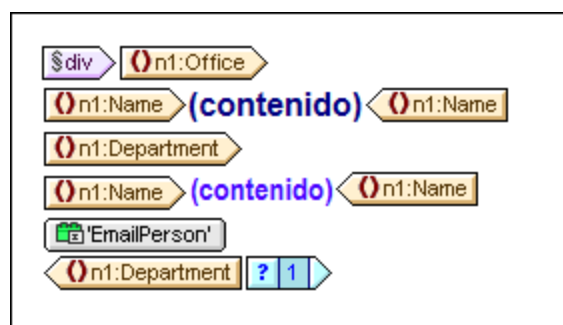 §div ()n1:Office
()n1:Name (contenido) ()n1:Name
()n1:Department
()n1:Name (contenido) ()n1:Name
'EmailPerson'
()n1:Department ? 1